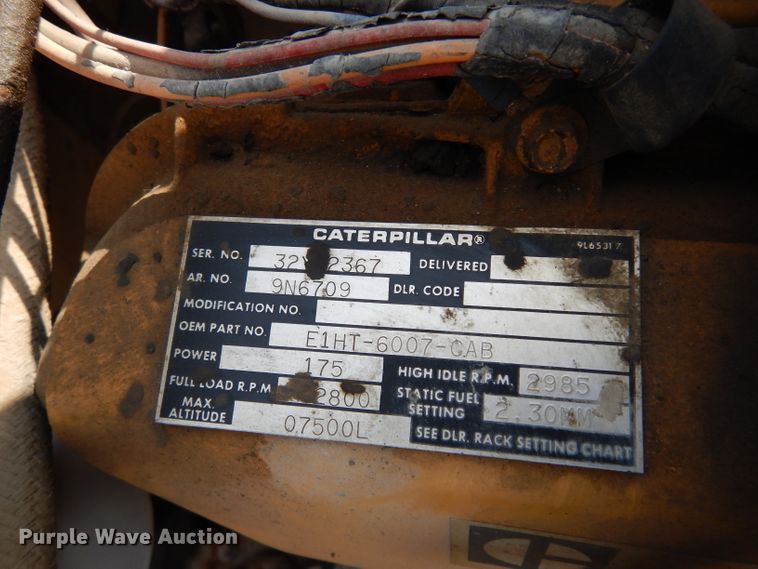 CATERPILLAR®
9L6531 7
SER. NO. 32Y 2367 DELIVERED
AR. NO. 9N6709 DLR. CODE
MODIFICATION NO.
OEM PART NO. E1HT-6007-CAB
POWER 175 HIGH IDLE R.P.M. 2985
FULL LOAD R.P.M 2800 STATIC FUEL SETTING 2.30MM
MAX. ALTITUDE 07500L SEE DLR. RACK SETTING CHART
Purple Wave Auction